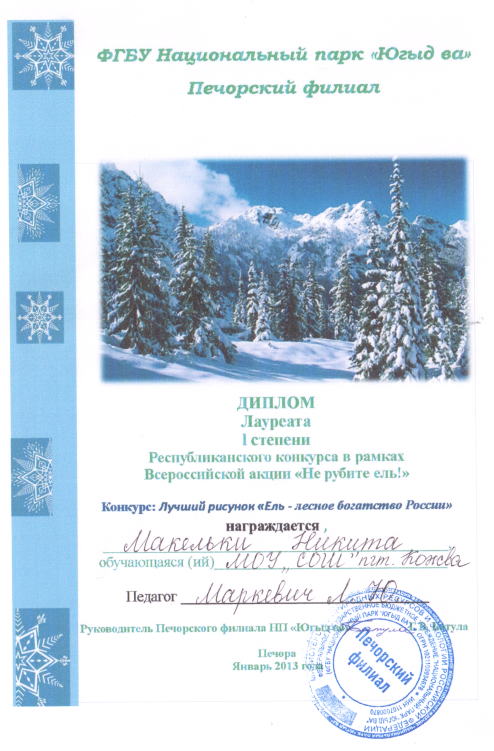 ФГБУ Национальный парк «Югыд ва»
Печорский филиал
ДИПЛОМ
Лауреата
1 степени
Республиканского конкурса в рамках
Всероссийской акции «Не рубите ель!»
Конкурс: Лучший рисунок «Ель - лесное богатство России»
награждается
Макельки Никита
обучающаяся (ий) МОУ „СОШ" пгт. Кожва
Педагог Маркевич Л. Ю.
Руководитель Печорского филиала НП «Югыд
Печора
Январь 2013 года
Печорский
филиал